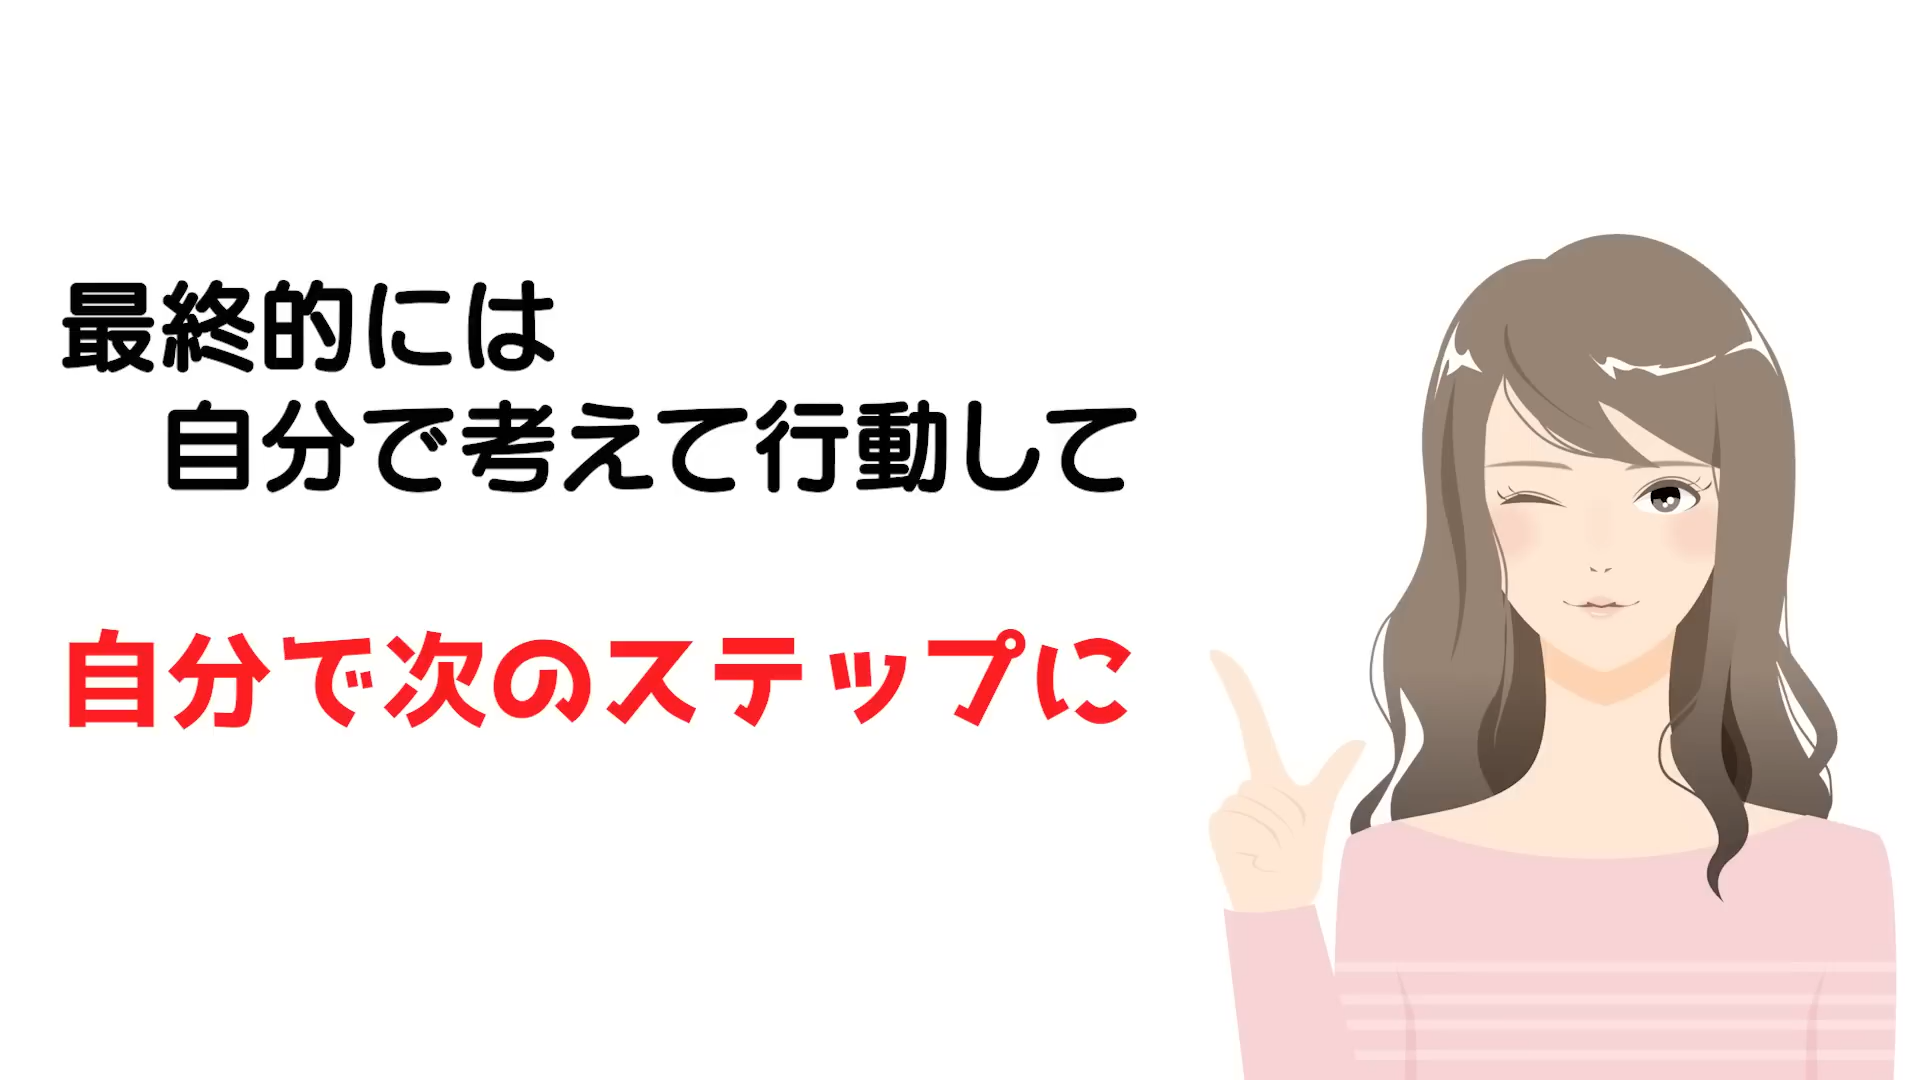 最終的には
自分で考えて行動して
自分で次のステップに